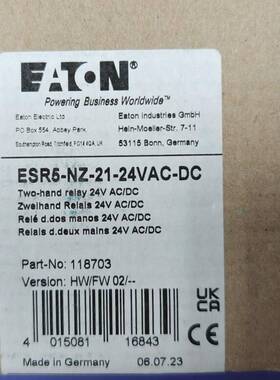 EATON
Powering Business Worldwide™
Eaton Electric Ltd
PO Box 554, Abbey Park,
Southampton Road, Titchfield, PO14 4QA, UK
Eaton Industries GmbH
Hein-Moeller-Str. 7-11
53115 Bonn, Germany
ESR5-NZ-21-24VAC-DC
Two-hand relay 24V AC/DC
Zweihand Relais 24V AC/DC
Relé d.dos manos 24V AC/DC
Relais d.deux mains 24V AC/DC
Part-No: 118703
Version: HW/FW 02/--
UK
CA
4 015081 16843
Made in Germany 06.07.23